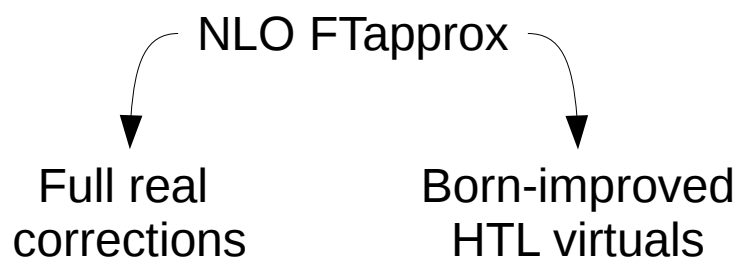 NLO FTapprox
Full real
corrections
Born-improved
HTL virtuals